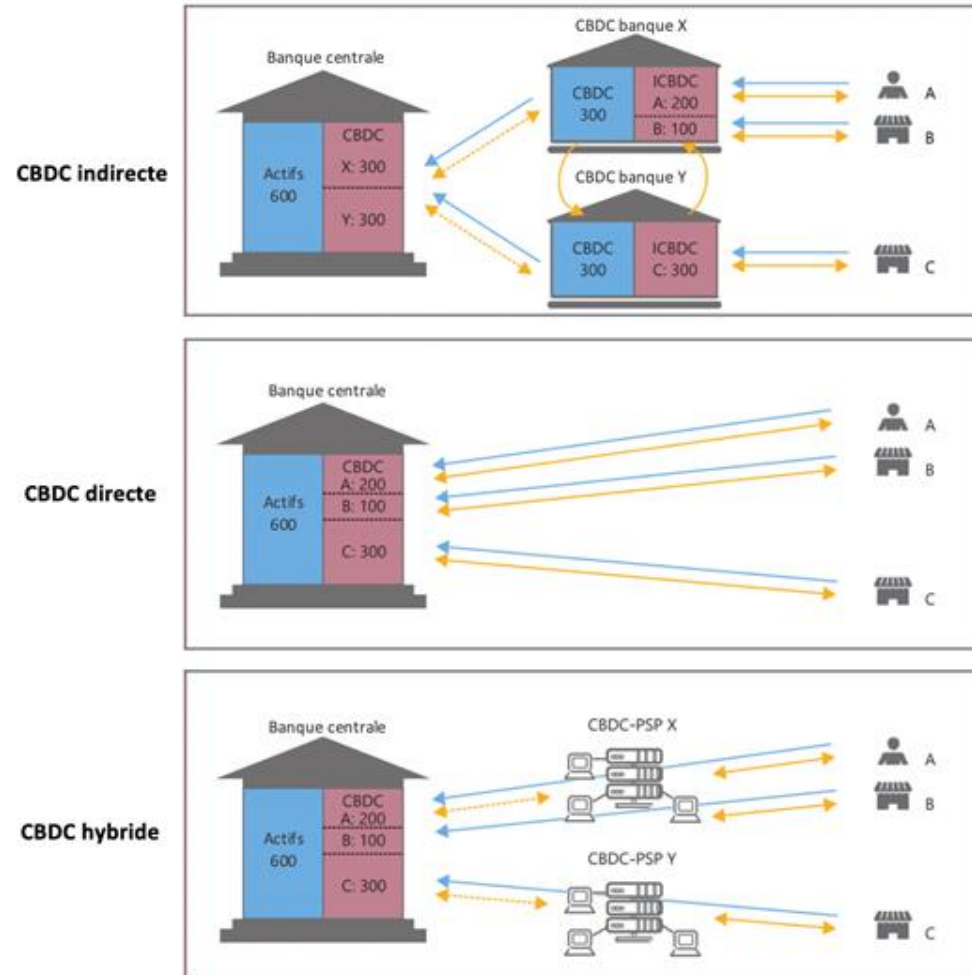 CBDC indirecte
Banque centrale
Actifs
600
CBDC
X: 300
Y: 300
CBDC banque X
CBDC
300
ICBDC
A: 200
B: 100
CBDC banque Y
CBDC
300
ICBDC
C: 300
A
B
C
CBDC directe
Banque centrale
Actifs
600
CBDC
A: 200
B: 100
C: 300
A
B
C
CBDC hybride
Banque centrale
Actifs
600
CBDC
A: 200
B: 100
C: 300
CBDC-PSP X
CBDC-PSP Y
A
B
C